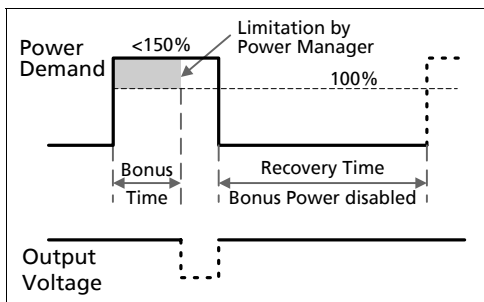 Power
Demand
<150%
Limitation by
Power Manager
100%
Bonus
Time
Recovery Time
Bonus Power disabled
Output
Voltage